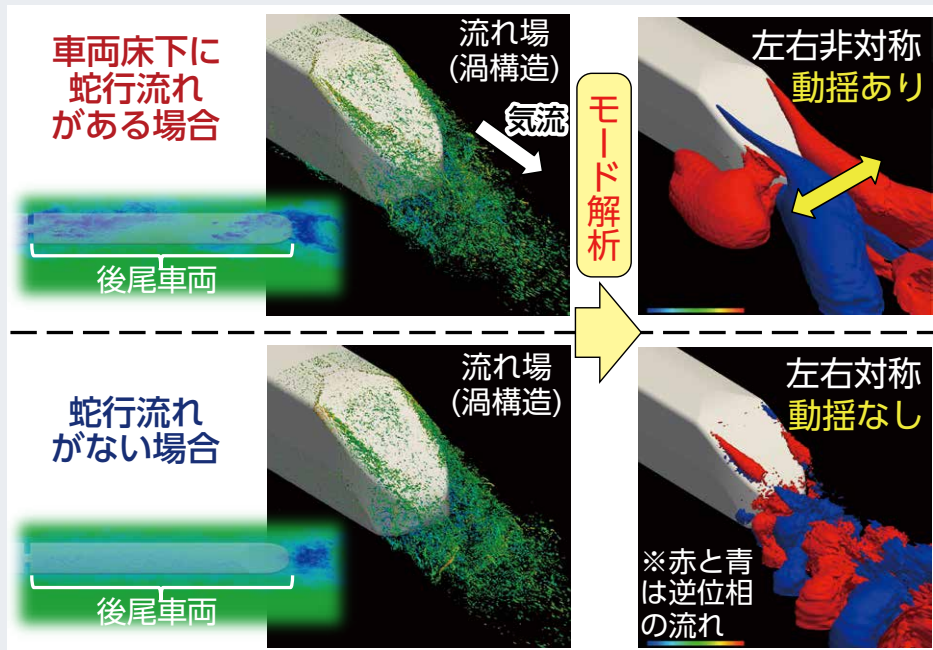 車両床下に
蛇行流れ
がある場合
後尾車両
流れ場
(渦構造)
気流
モード解析
左右非対称
動揺あり
蛇行流れ
がない場合
後尾車両
流れ場
(渦構造)
左右対称
動揺なし
※赤と青
は逆位相
の流れ